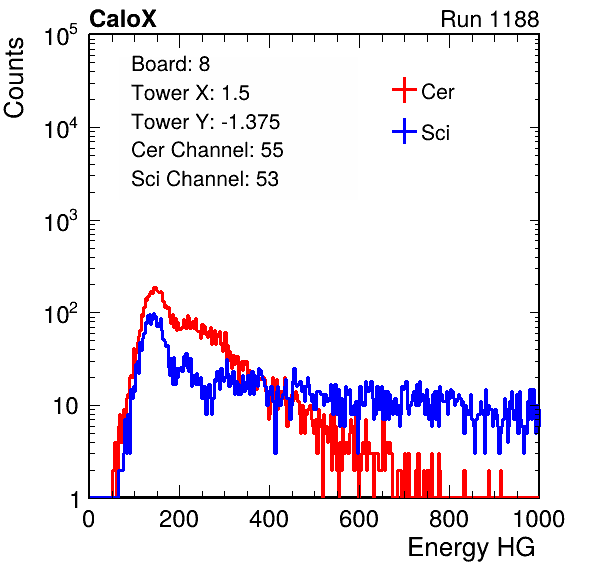 CaloX Run 1188
Counts
Board: 8
Tower X: 1.5
Tower Y: -1.375
Cer Channel: 55
Sci Channel: 53
Cer
Sci
10^5
10^4
10^3
10^2
10
1
0 200 400 600 800 1000
Energy HG